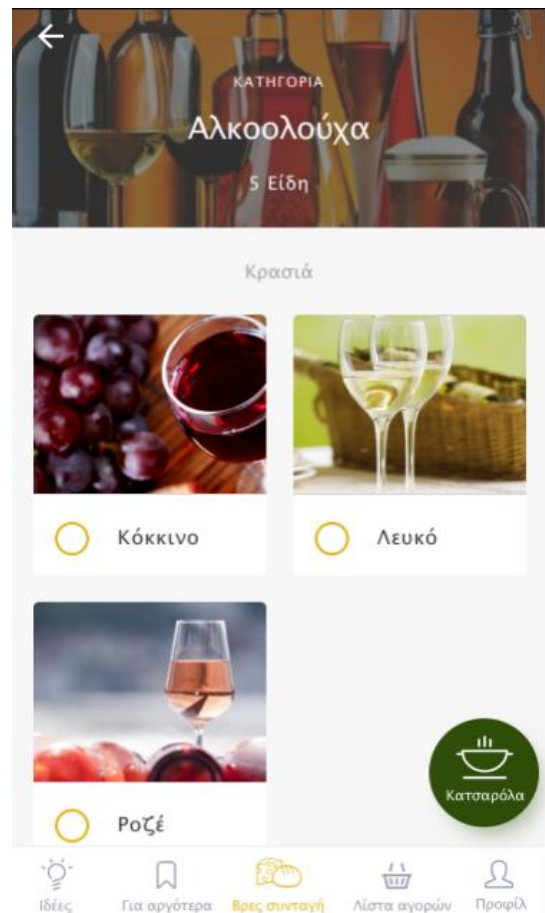 ΚΑΤΗΓΟΡΙΑ
Αλκοολούχα
5 Είδη
Κρασιά
Κόκκινο
Λευκό
Ροζέ
Κατσαρόλα
Ιδέες
Για αργότερα
Βρες συνταγή
Λίστα αγορών
Προφίλ